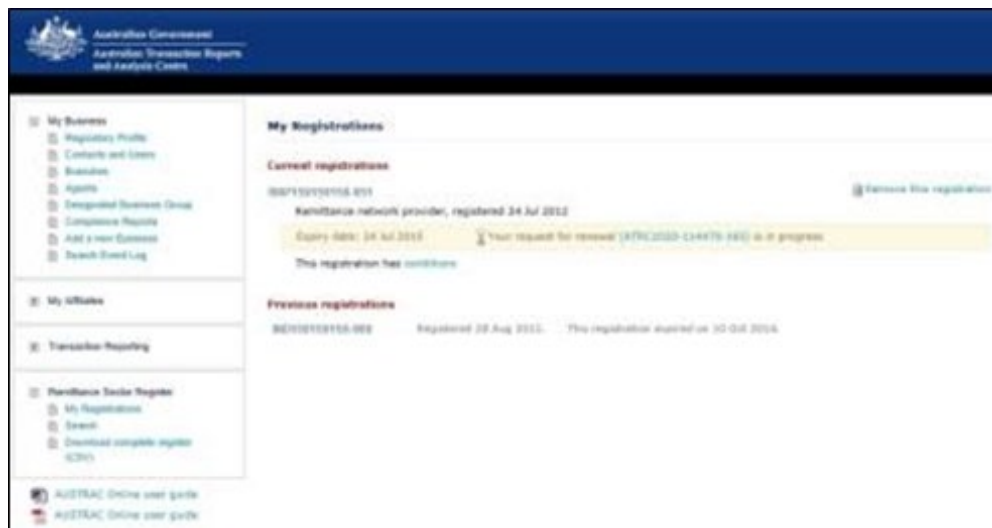 Australian Government
Australian Transaction Reports
and Analysis Centre
My Business
Regulatory Profile
Contacts and Users
Branches
Agents
Designated Business Group
Compliance Reports
Add a new Business
Search Event Log
My Affiliates
Transaction Reporting
Remittance Sector Register
My Registrations
Search
Download complete register
(CSV)
AUSTRAC Online user guide
AUSTRAC Online user guide
My Registrations
Current registrations
Remove this registration
Remittance network provider, registered 24 Jul 2012
Expiry date: 24 Jul 2015 Your request for renewal is in progress
This registration has conditions
Previous registrations
Registered 28 Aug This registration expired on 10 Oct 2014.